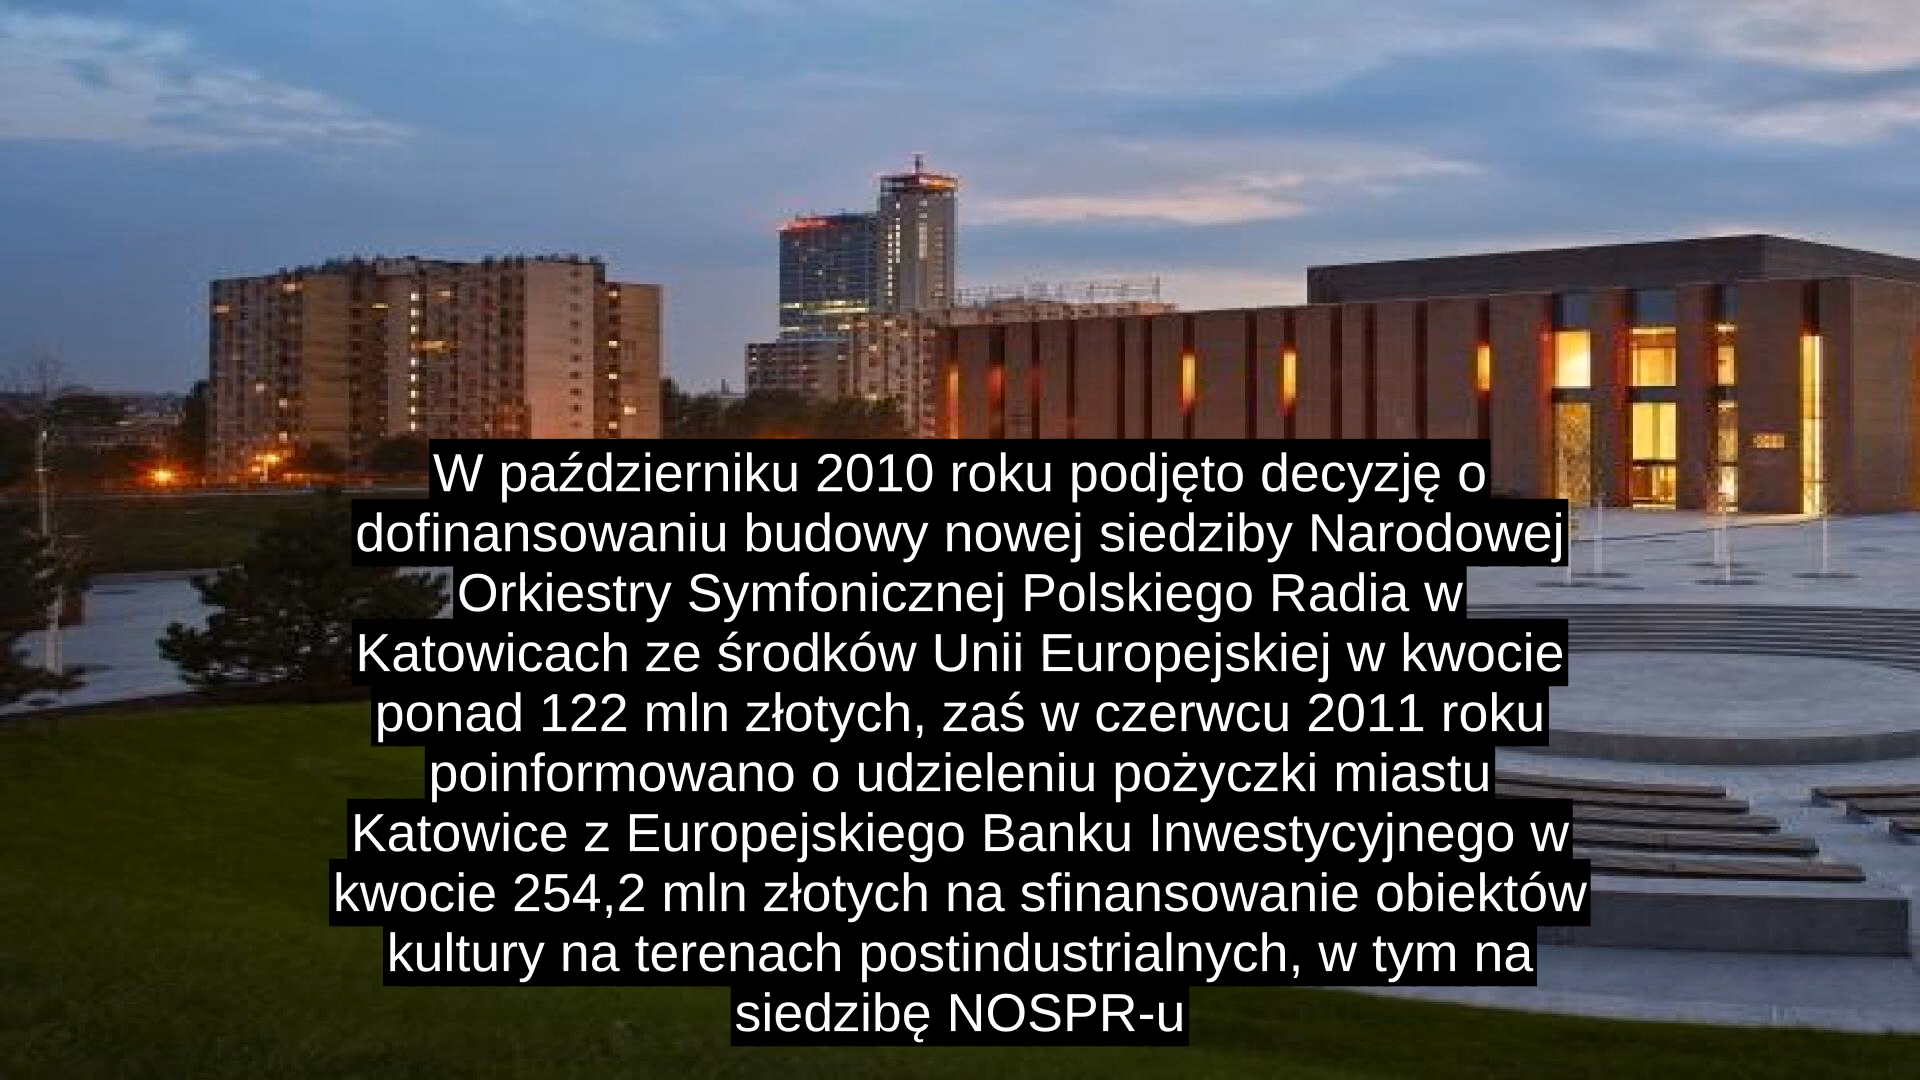 W październiku 2010 roku podjęto decyzję o
dofinansowaniu budowy nowej siedziby Narodowej
Orkiestry Symfonicznej Polskiego Radia w
Katowicach ze środków Unii Europejskiej w kwocie
ponad 122 mln złotych, zaś w czerwcu 2011 roku
poinformowano o udzieleniu pożyczki miastu
Katowice z Europejskiego Banku Inwestycyjnego w
kwocie 254,2 mln złotych na sfinansowanie obiektów
kultury na terenach postindustrialnych, w tym na
siedzibę NOSPR-u